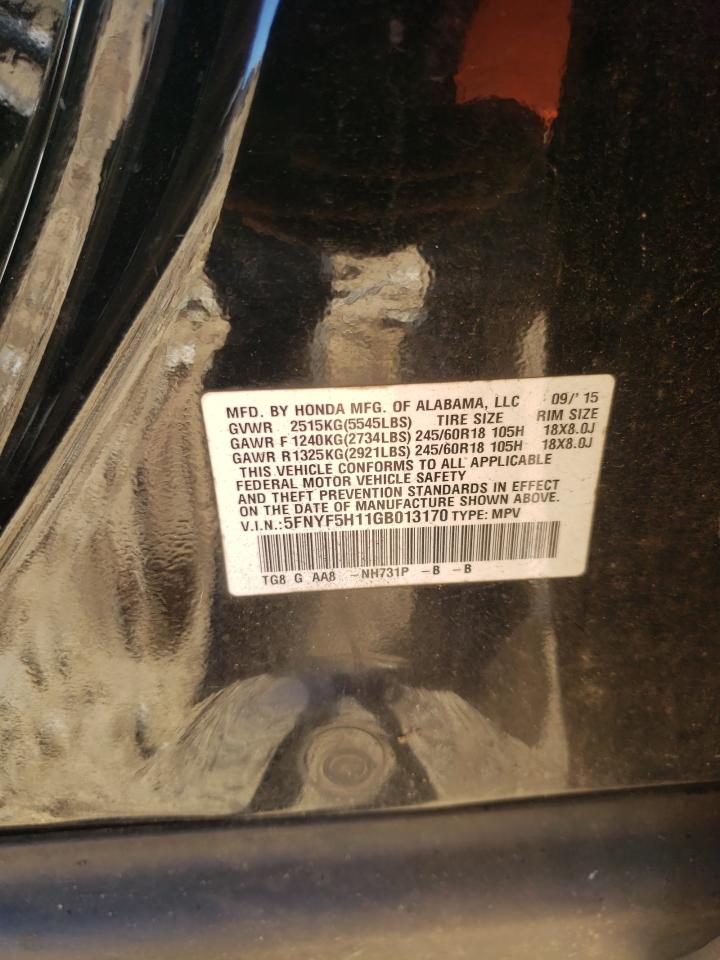 MFD. BY HONDA MFG. OF ALABAMA, LLC 09/' 15
GVWR 2515KG(5545LBS) TIRE SIZE RIM SIZE
GAWR F 1240KG(2734LBS) 245/60R18 105H 18X8.0J
GAWR R1325KG(2921LBS) 245/60R18 105H 18X8.0J
THIS VEHICLE CONFORMS TO ALL APPLICABLE
FEDERAL MOTOR VEHICLE SAFETY
AND THEFT PREVENTION STANDARDS IN EFFECT
ON THE DATE OF MANUFACTURE SHOWN ABOVE.
V.I.N.:5FNYF5H11GB013170 TYPE: MPV
TG8 G AA8 -NH731P -B -B